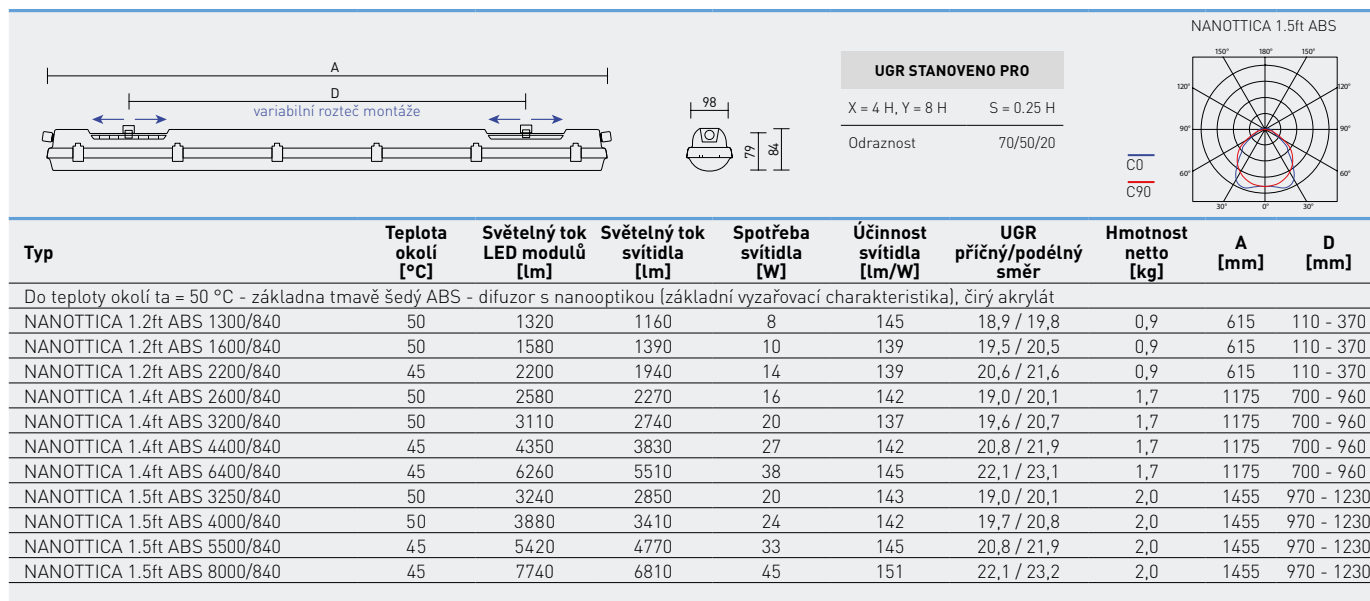 NANOTTICA 1.5ft ABS
A
D
variabilní rozteč montáže
98
79
84
UGR STANOVENO PRO
X = 4 H, Y = 8 H S = 0.25 H
Odraznost 70/50/20
150° 180° 150°
120° 120°
90° 90°
60° 60°
30° 0° 30°
C0
C90
Typ Teplota okolí [°C] Světelný tok LED modulů [lm] Světelný tok svítidla [lm] Spotřeba svítidla [W] Účinnost svítidla [lm/W] UGR příčný/podélný směr Hmotnost netto [kg] A [mm] D [mm]
Do teploty okolí ta = 50 °C - základna tmavě šedý ABS - difuzor s nanooptikou (základní vyzařovací charakteristika), čirý akrylát
NANOTTICA 1.2ft ABS 1300/840 50 1320 1160 8 145 18,9 / 19,8 0,9 615 110 - 370
NANOTTICA 1.2ft ABS 1600/840 50 1580 1390 10 139 19,5 / 20,5 0,9 615 110 - 370
NANOTTICA 1.2ft ABS 2200/840 45 2200 1940 14 139 20,6 / 21,6 0,9 615 110 - 370
NANOTTICA 1.4ft ABS 2600/840 50 2580 2270 16 142 19,0 / 20,1 1,7 1175 700 - 960
NANOTTICA 1.4ft ABS 3200/840 50 3110 2740 20 137 19,6 / 20,7 1,7 1175 700 - 960
NANOTTICA 1.4ft ABS 4400/840 45 4350 3830 27 142 20,8 / 21,9 1,7 1175 700 - 960
NANOTTICA 1.4ft ABS 6400/840 45 6260 5510 38 145 22,1 / 23,1 1,7 1175 700 - 960
NANOTTICA 1.5ft ABS 3250/840 50 3240 2850 20 143 19,0 / 20,1 2,0 1455 970 - 1230
NANOTTICA 1.5ft ABS 4000/840 50 3880 3410 24 142 19,7 / 20,8 2,0 1455 970 - 1230
NANOTTICA 1.5ft ABS 5500/840 45 5420 4770 33 145 20,8 / 21,9 2,0 1455 970 - 1230
NANOTTICA 1.5ft ABS 8000/840 45 7740 6810 45 151 22,1 / 23,2 2,0 1455 970 - 1230